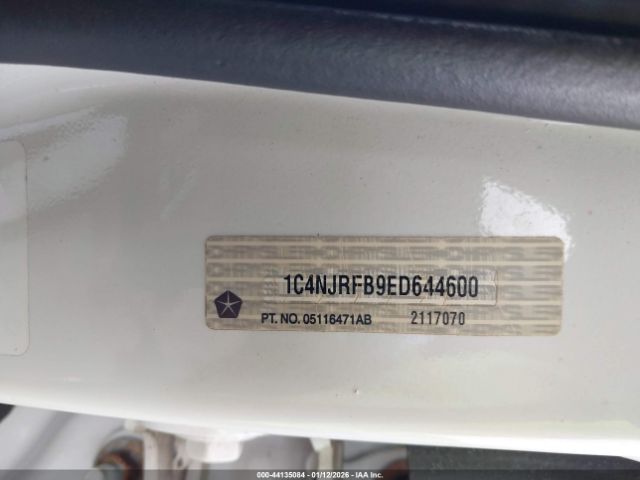 1C4NJRFB9ED644600
PT. NO. 05116471AB 2117070
000-44135084 - 01/12/2026 - IAA Inc.